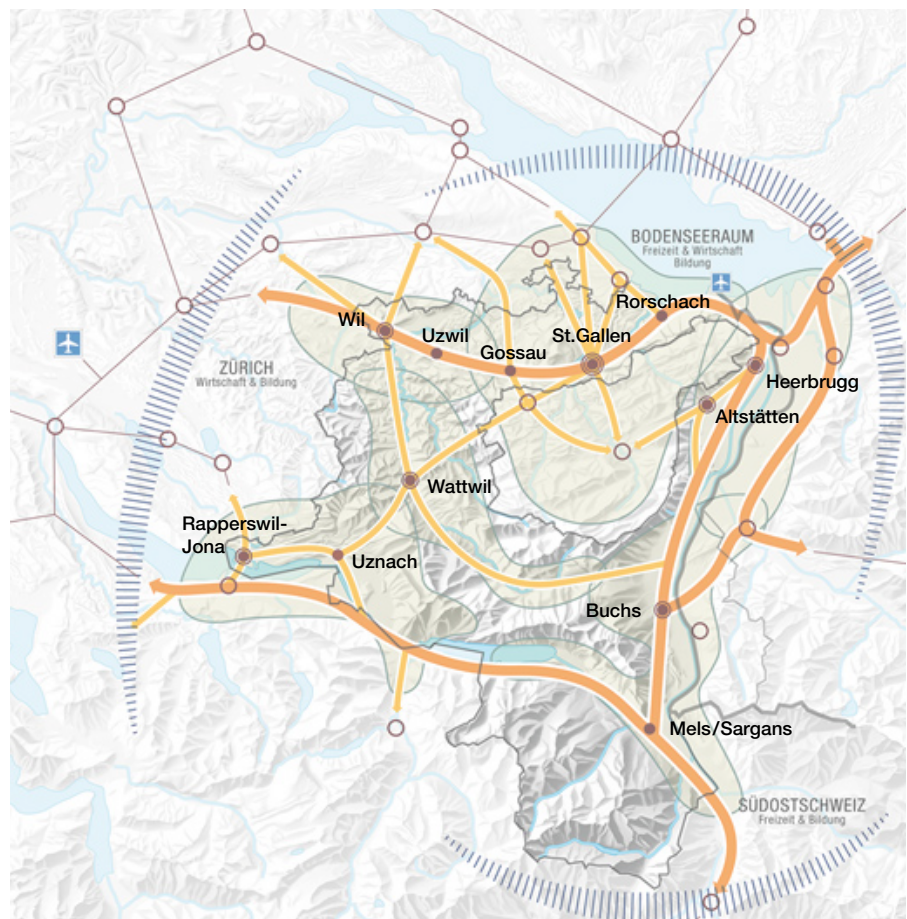 BODENSEERAUM
Freizeit & Wirtschaft
Bildung
Rorschach
Wil
Uzwil
St.Gallen
Gossau
ZÜRICH
Wirtschaft & Bildung
Heerbrugg
Altstätten
Wattwil
Rapperswil-
Jona
Uznach
Buchs
Mels/Sargans
SÜDOSTSCHWEIZ
Freizeit & Bildung